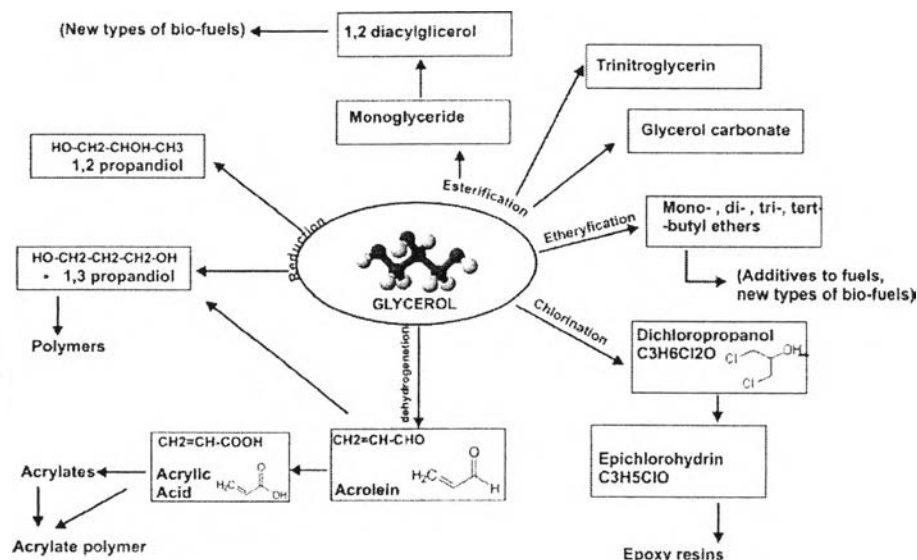 (New types of bio-fuels)
1,2 diacylglicerol
Trinitroglycerin
Monoglyceride
Glycerol carbonate
HO-CH2-CHOH-CH3
1,2 propandiol
Esterification
Etheryfication
Mono- , di- , tri-, tert-
-butyl ethers
Reduction
HO-CH2-CH2-CH2-OH
- 1,3 propandiol
GLYCEROL
(Additives to fuels,
new types of bio-fuels)
Chlorination
Polymers
dehydrogenetion
Dichloropropanol
C3H6Cl2O
Cl
OH
Cl
CH2=CH-COOH
CH2=CH-CHO
Acrylates
Acrylic
Acid
O
H2C
OH
Acrolein
O
H2C
H
Epichlorohydrin
C3H5ClO
Acrylate polymer
Epoxy resins